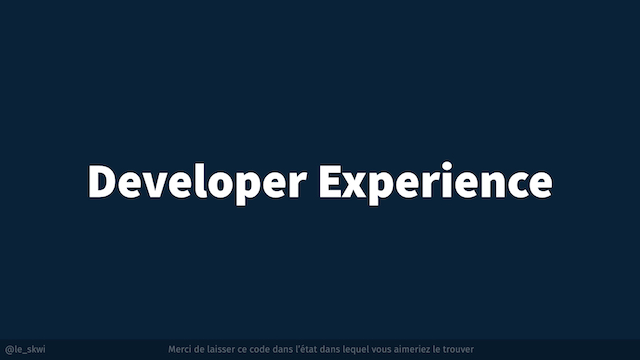 Developer Experience
@le_skwi
Merci de laisser ce code dans l'état dans lequel vous aimeriez le trouver